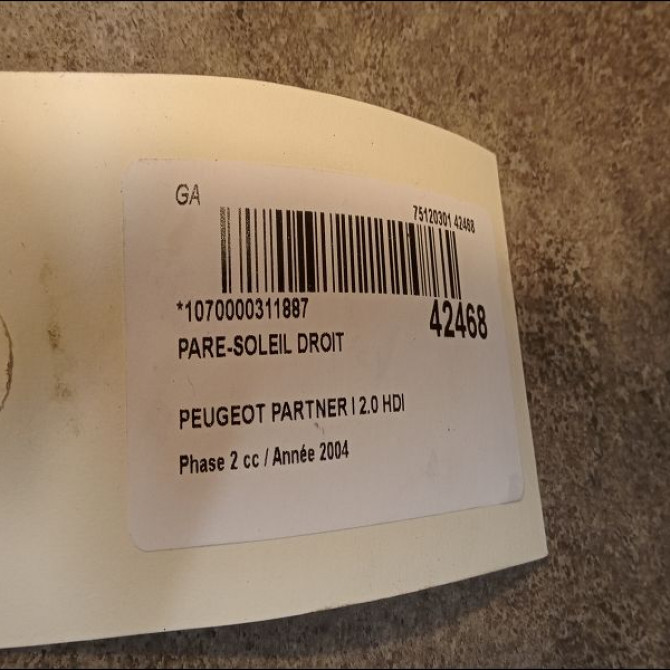 GA
75120301 42468
*1070000311887
42468
PARE-SOLEIL DROIT
PEUGEOT PARTNER I 2.0 HDI
Phase 2 cc / Année 2004